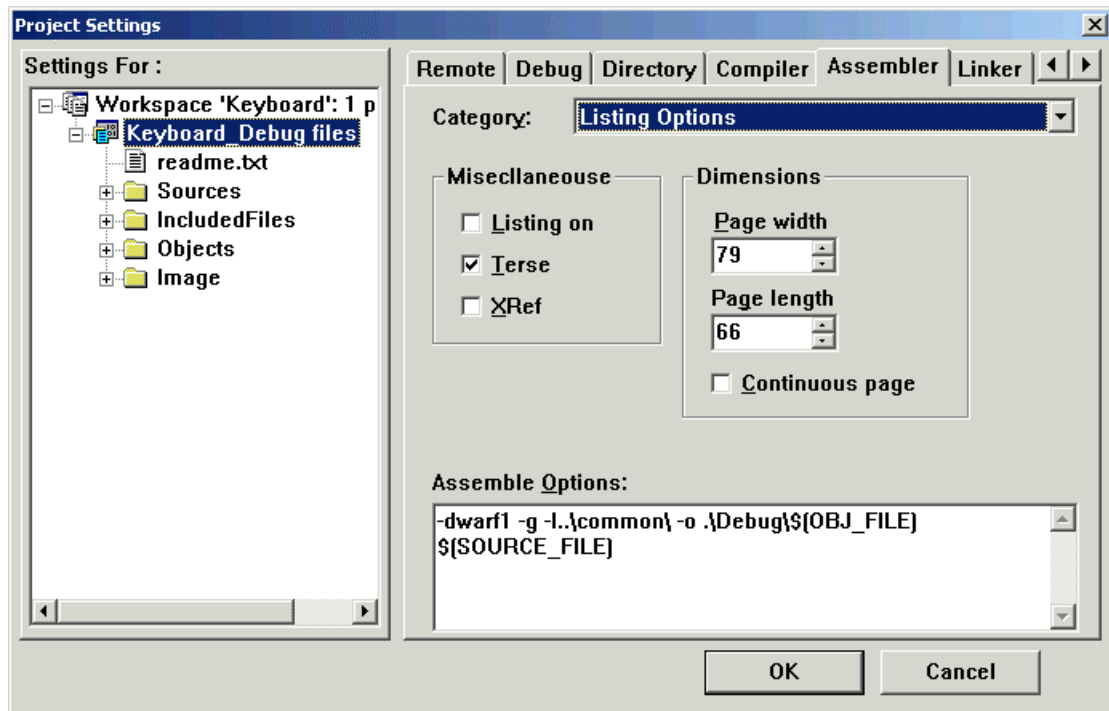 Project Settings
Settings For :
Workspace 'Keyboard': 1 p
Keyboard_Debug files
readme.txt
Sources
IncludedFiles
Objects
Image
Remote Debug Directory Compiler Assembler Linker
Category: Listing Options
Misecllaneouse
Listing on
Terse
XRef
Dimensions
Page width
79
Page length
66
Continuous page
Assemble Options:
-dwarf1 -g -I..\common\ -o .\Debug\$(OBJ_FILE)
$(SOURCE_FILE)
OK Cancel